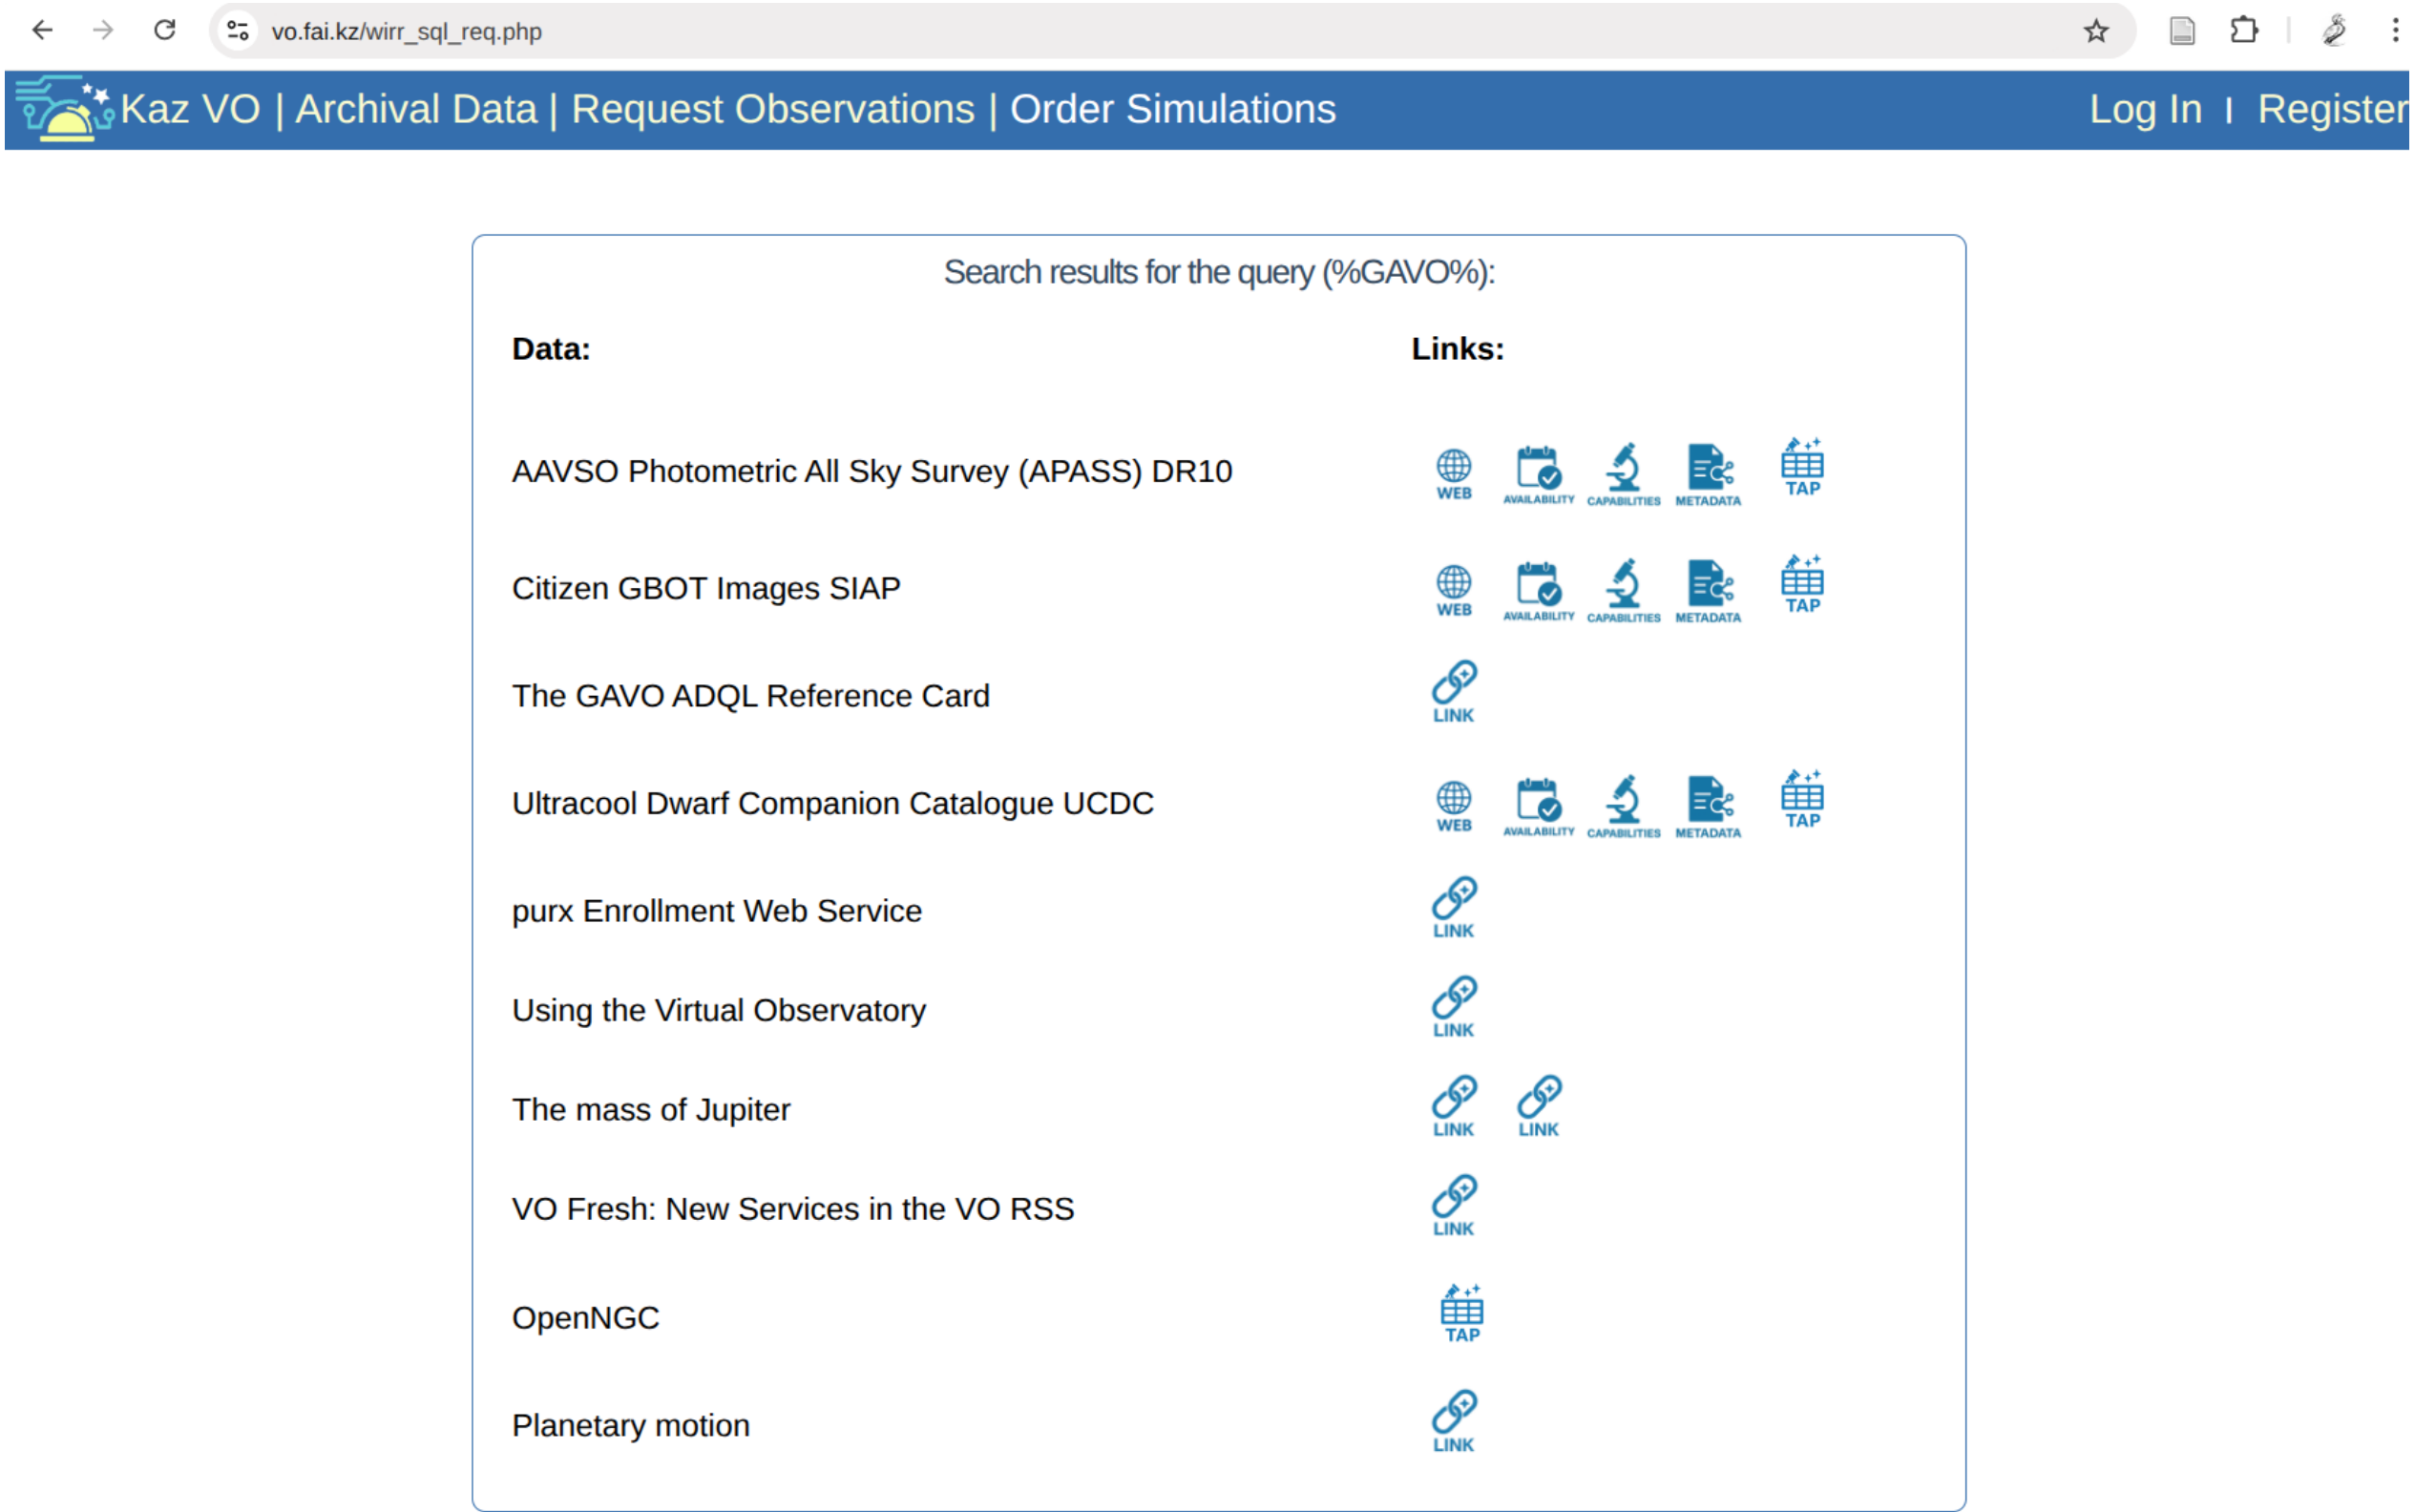 vo.fai.kz/wirr_sql_req.php
Kaz VO | Archival Data | Request Observations | Order Simulations Log In | Register
Search results for the query (%GAVO%):
Data: Links:
AAVSO Photometric All Sky Survey (APASS) DR10 WEB AVAILABILITY CAPABILITIES METADATA TAP
Citizen GBOT Images SIAP WEB AVAILABILITY CAPABILITIES METADATA TAP
The GAVO ADQL Reference Card LINK
Ultracool Dwarf Companion Catalogue UCDC WEB AVAILABILITY CAPABILITIES METADATA TAP
purx Enrollment Web Service LINK
Using the Virtual Observatory LINK
The mass of Jupiter LINK LINK
VO Fresh: New Services in the VO RSS LINK
OpenNGC TAP
Planetary motion LINK